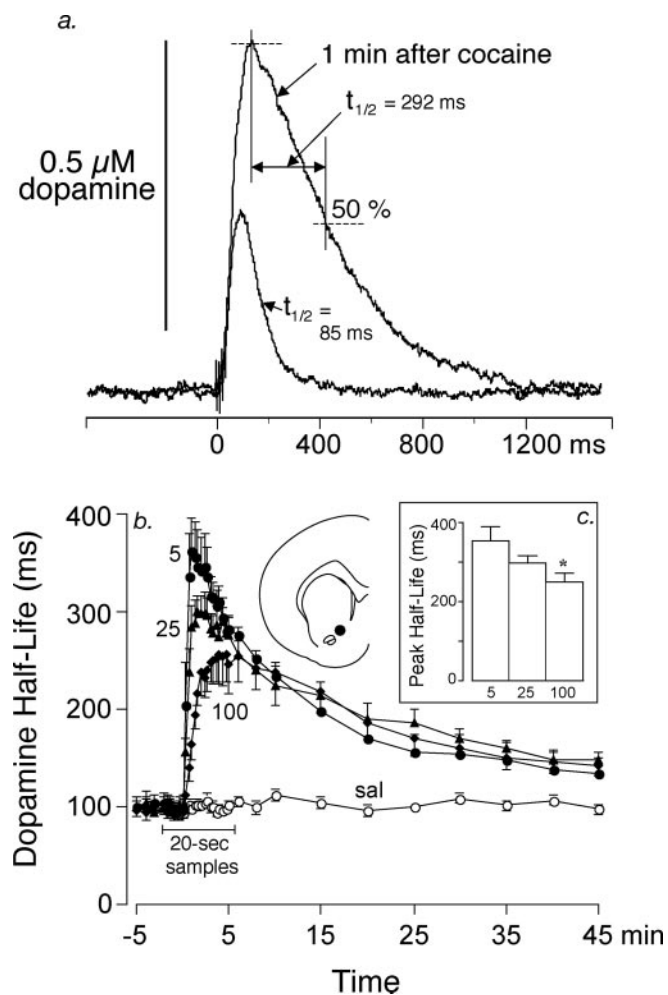 a.
1 min after cocaine
t1/2 = 292 ms
0.5 µM
dopamine
50 %
t1/2 =
85 ms
0 400 800 1200 ms
Dopamine Half-Life (ms)
400
300
200
100
0
b.
5
25
100
sal
20-sec
samples
c.
Peak Half-Life (ms)
400
300
0
5 25 100
*
-5 5 15 25 35 45 min
Time